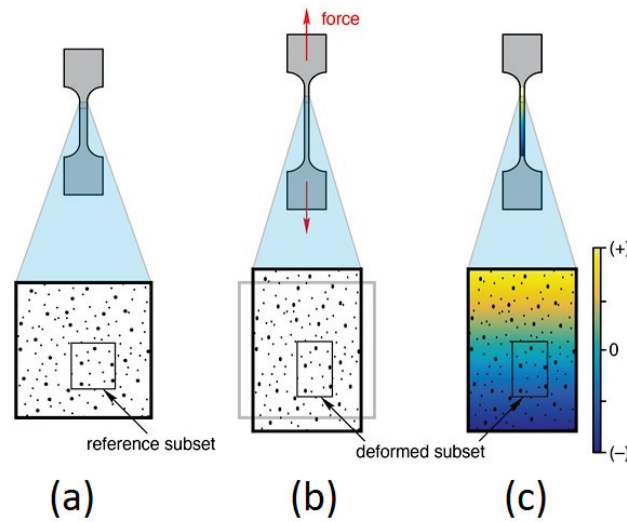 force
(+)
0
(–)
reference subset
deformed subset
(a)
(b)
(c)